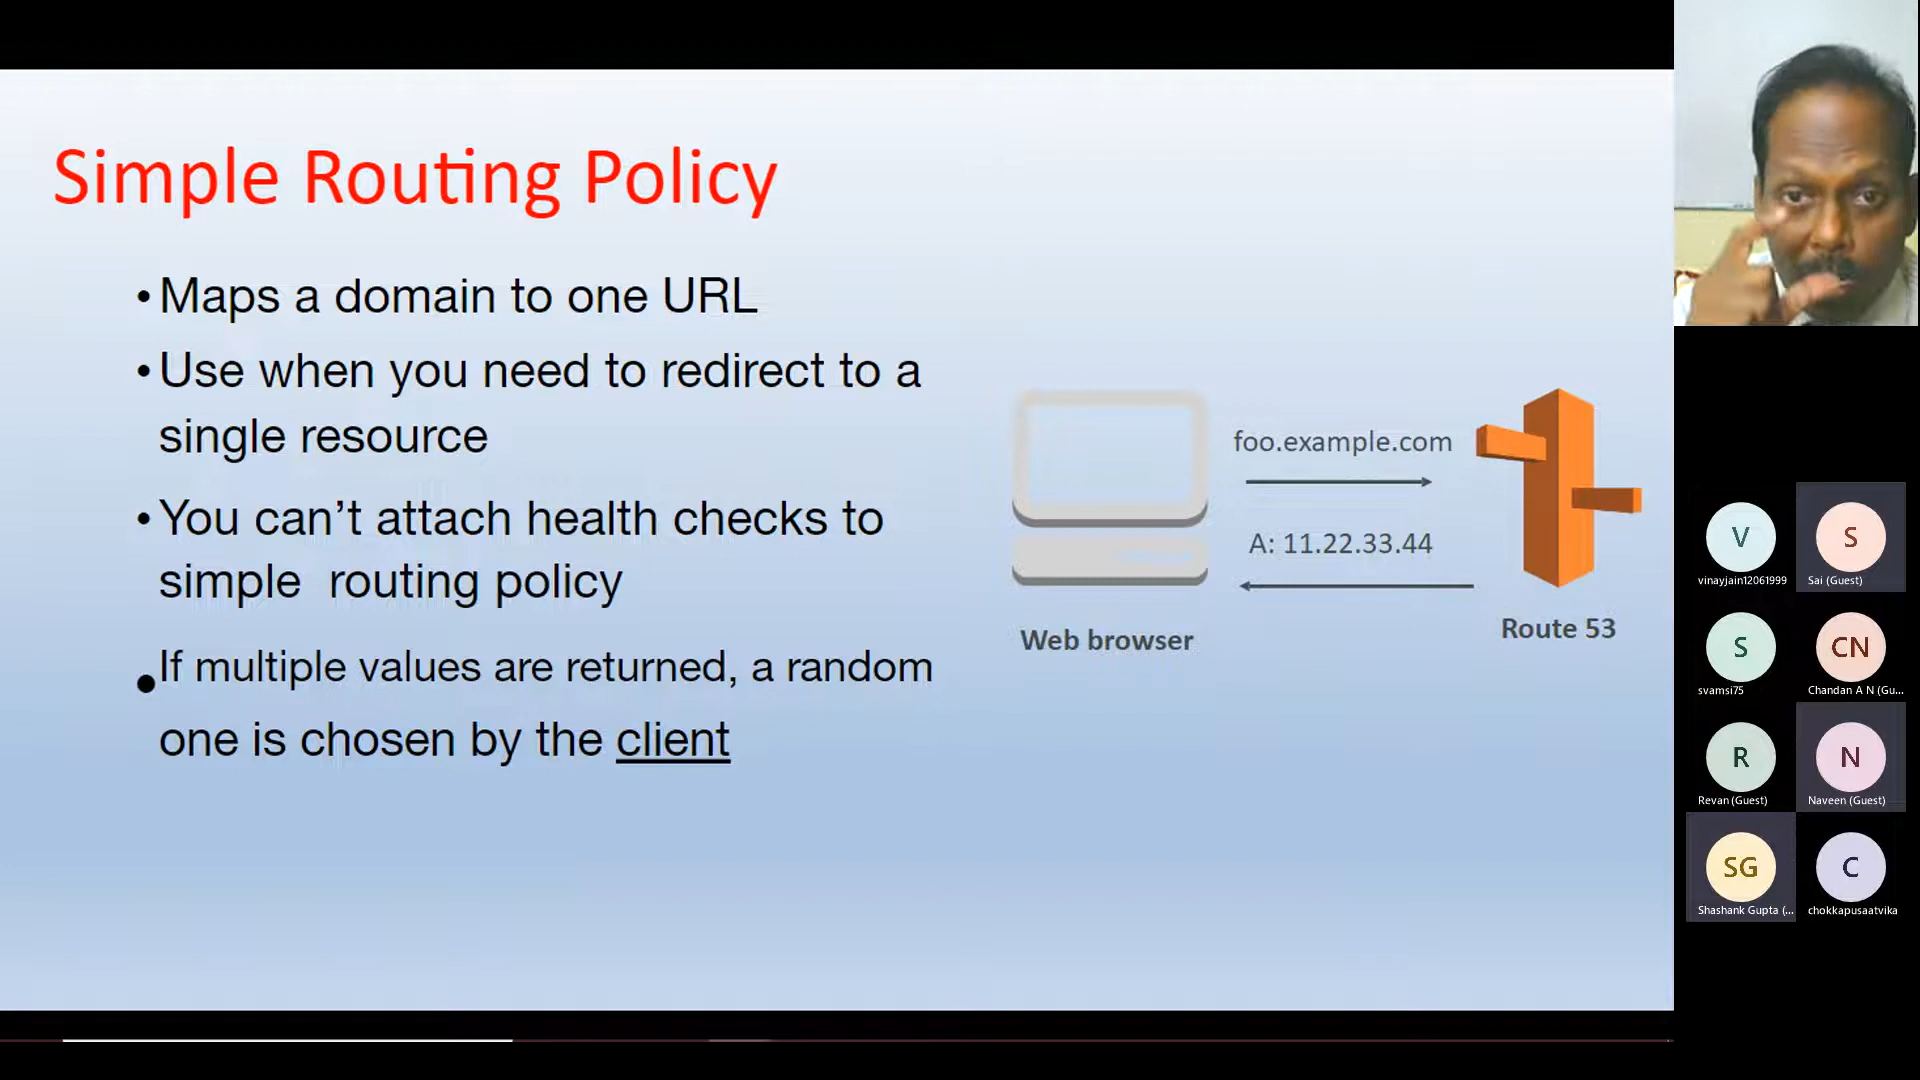 Simple Routing Policy
•Maps a domain to one URL
•Use when you need to redirect to a
single resource
•You can’t attach health checks to
simple routing policy
•If multiple values are returned, a random
one is chosen by the client
foo.example.com
A: 11.22.33.44
Web browser
Route 53
V
vinayjain12061999
S
Sai (Guest)
S
svamsi75
CN
Chandan A N (Gu...
R
Revan (Guest)
N
Naveen (Guest)
SG
Shashank Gupta (...
C
chokkapusaatvika